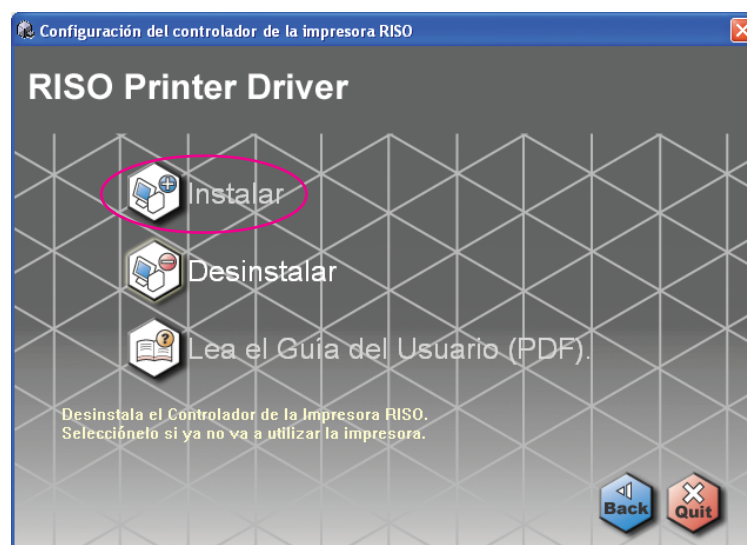 Configuración del controlador de la impresora RISO
RISO Printer Driver
Instalar
Desinstalar
Lea el Guia del Usuario (PDF).
Desinstala el Controlador de la Impresora RISO.
Selecciónelo si ya no va a utilizar la impresora.
Back
Quit